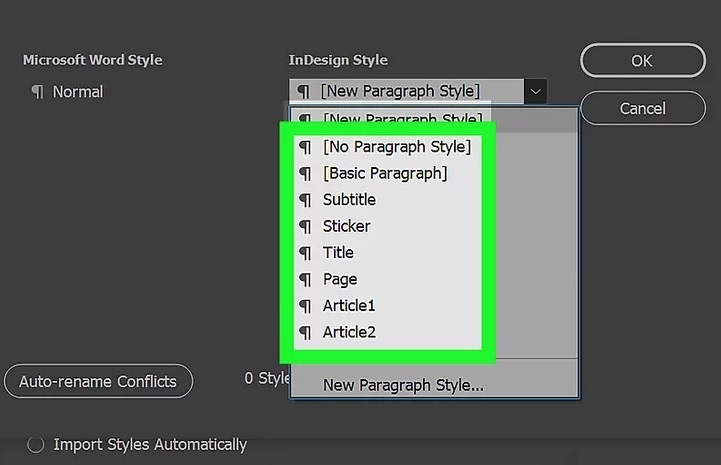 Microsoft Word Style InDesign Style
¶ Normal
¶ [New Paragraph Style]
OK
Cancel
[New Paragraph Style]
¶ [No Paragraph Style]
¶ [Basic Paragraph]
¶ Subtitle
¶ Sticker
¶ Title
¶ Page
¶ Article1
¶ Article2
Auto-rename Conflicts
0 Style
New Paragraph Style...
Import Styles Automatically